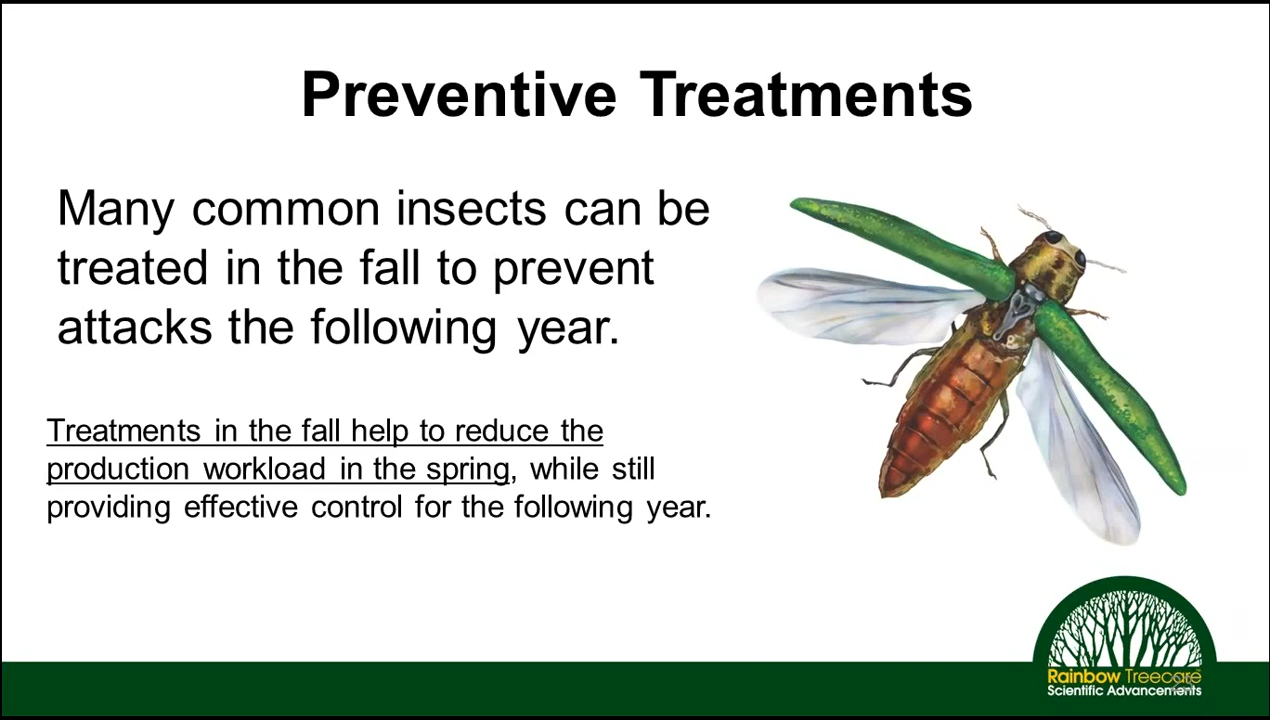 Preventive Treatments
Many common insects can be
treated in the fall to prevent
attacks the following year.
Treatments in the fall help to reduce the
production workload in the spring, while still
providing effective control for the following year.
Rainbow Treecare
Scientific Advancements